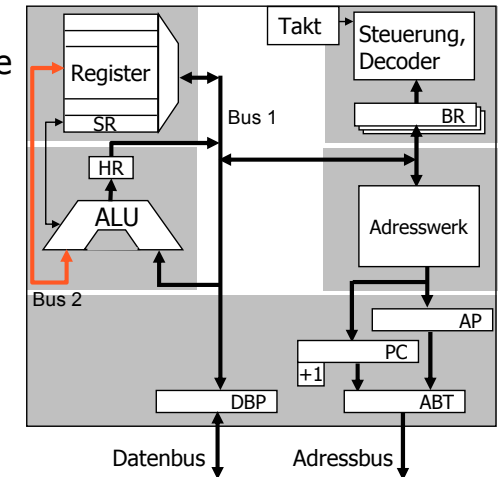 e
Takt
Steuerung,
Decoder
Register
SR
Bus 1
BR
HR
ALU
Adresswerk
Bus 2
AP
PC
+1
DBP
ABT
Datenbus
Adressbus